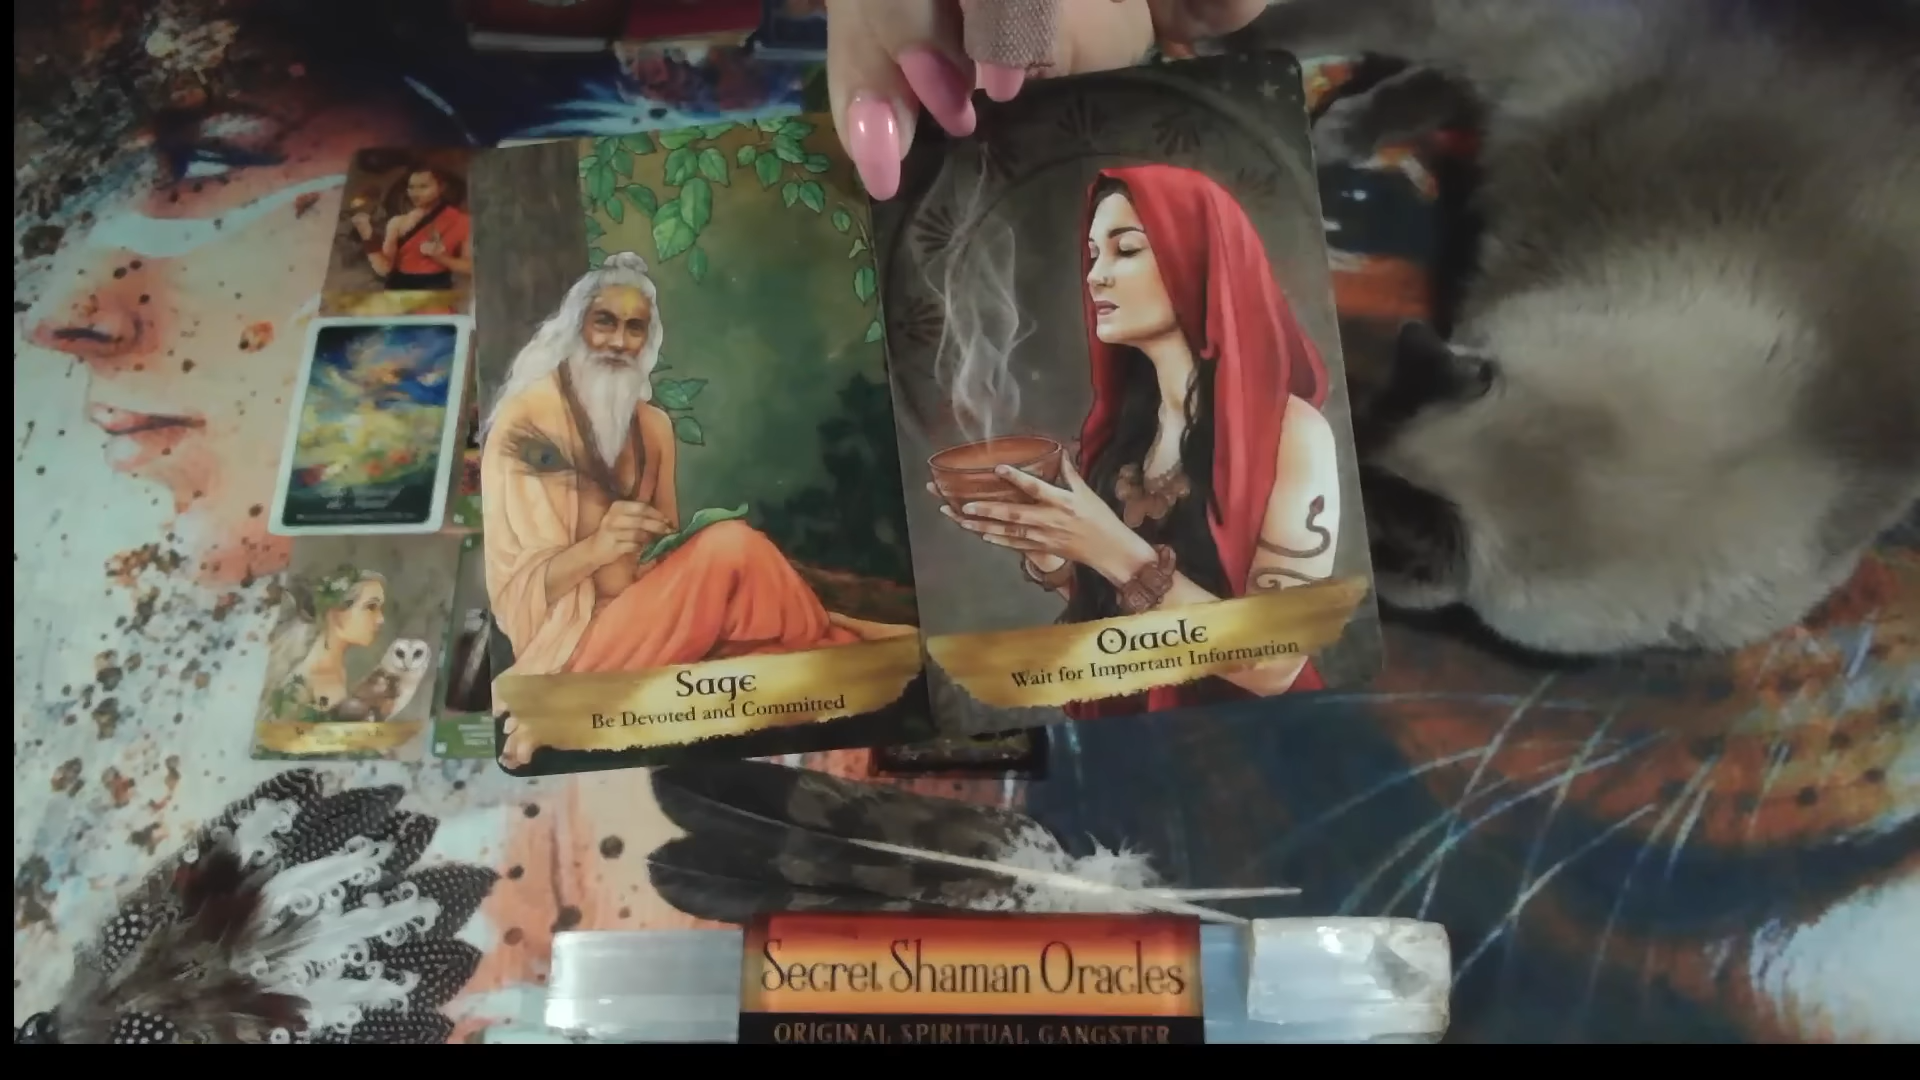 Sage
Be Devoted and Committed
Oracle
Wait for Important Information
Secret Shaman Oracles
ORIGINAL SPIRITUAL GANGSTER